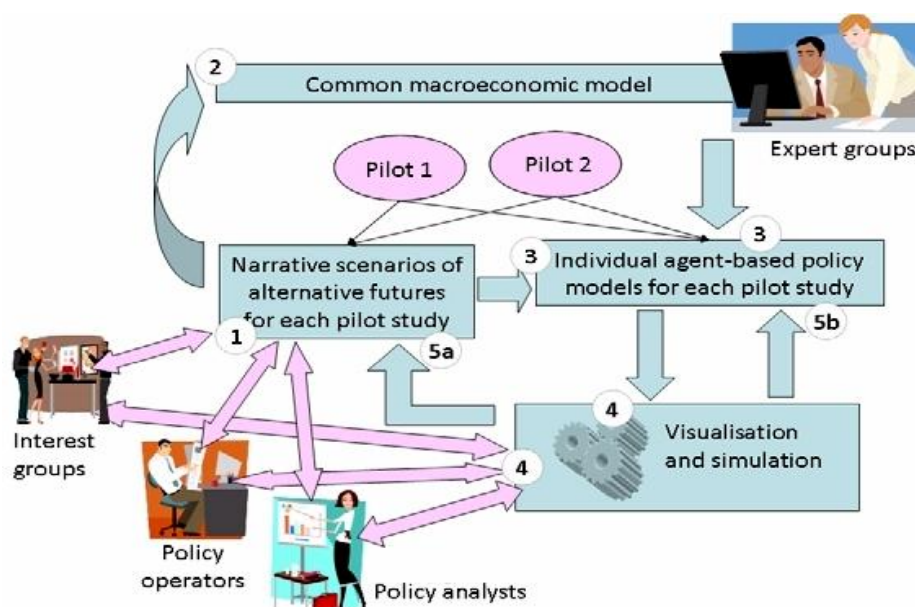 2
Common macroeconomic model
Expert groups
Pilot 1
Pilot 2
3
3
Narrative scenarios of
alternative futures
for each pilot study
Individual agent-based policy
models for each pilot study
1
5a
5b
Interest
groups
4
4
Visualisation
and simulation
Policy
operators
Policy analysts